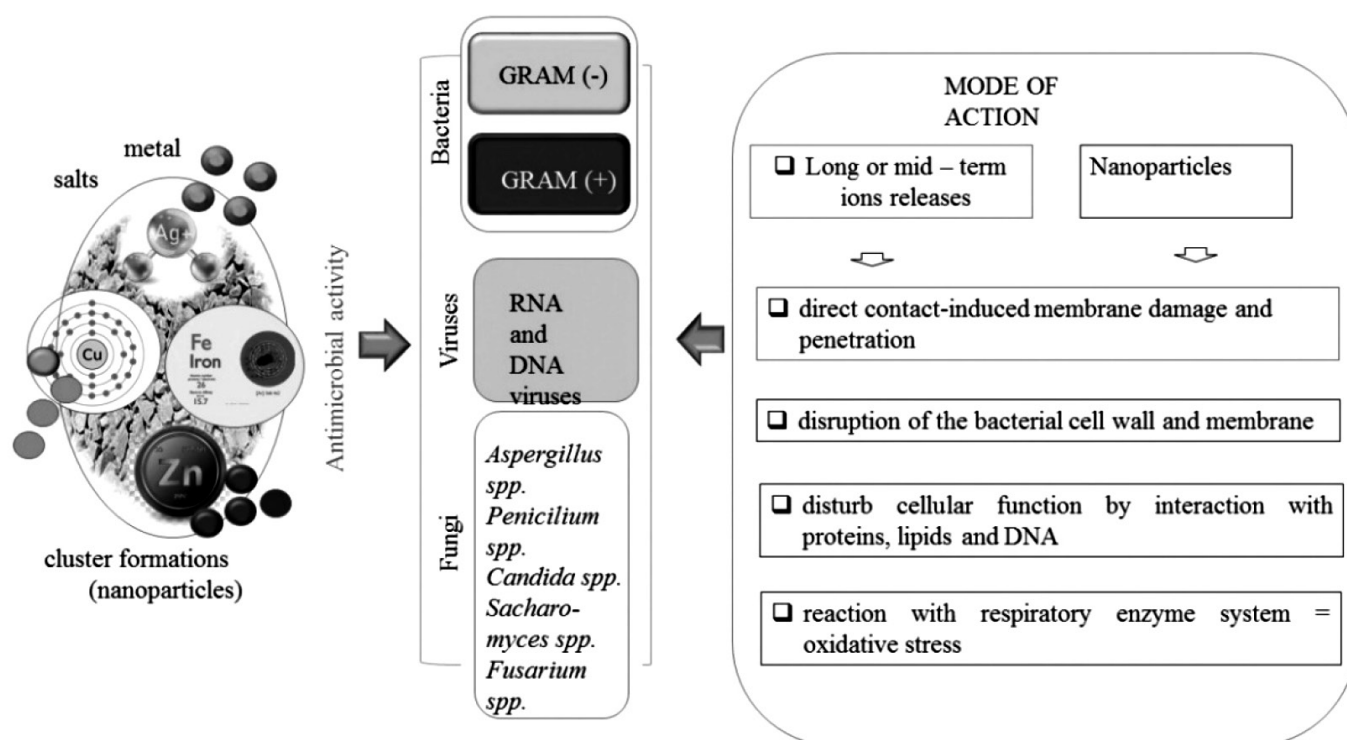 metal
salts
Ag+
Cu
Fe
Iron
26
15.7
Zn
cluster formations
(nanoparticles)
Antimicrobial activity
Bacteria
GRAM (-)
GRAM (+)
Viruses
RNA
and
DNA
viruses
Fungi
Aspergillus
spp.
Penicilium
spp.
Candida spp.
Sacharo-
myces spp.
Fusarium
spp.
MODE OF
ACTION
❑ Long or mid – term
ions releases
Nanoparticles
❑ direct contact-induced membrane damage and
penetration
❑ disruption of the bacterial cell wall and membrane
❑ disturb cellular function by interaction with
proteins, lipids and DNA
❑ reaction with respiratory enzyme system =
oxidative stress